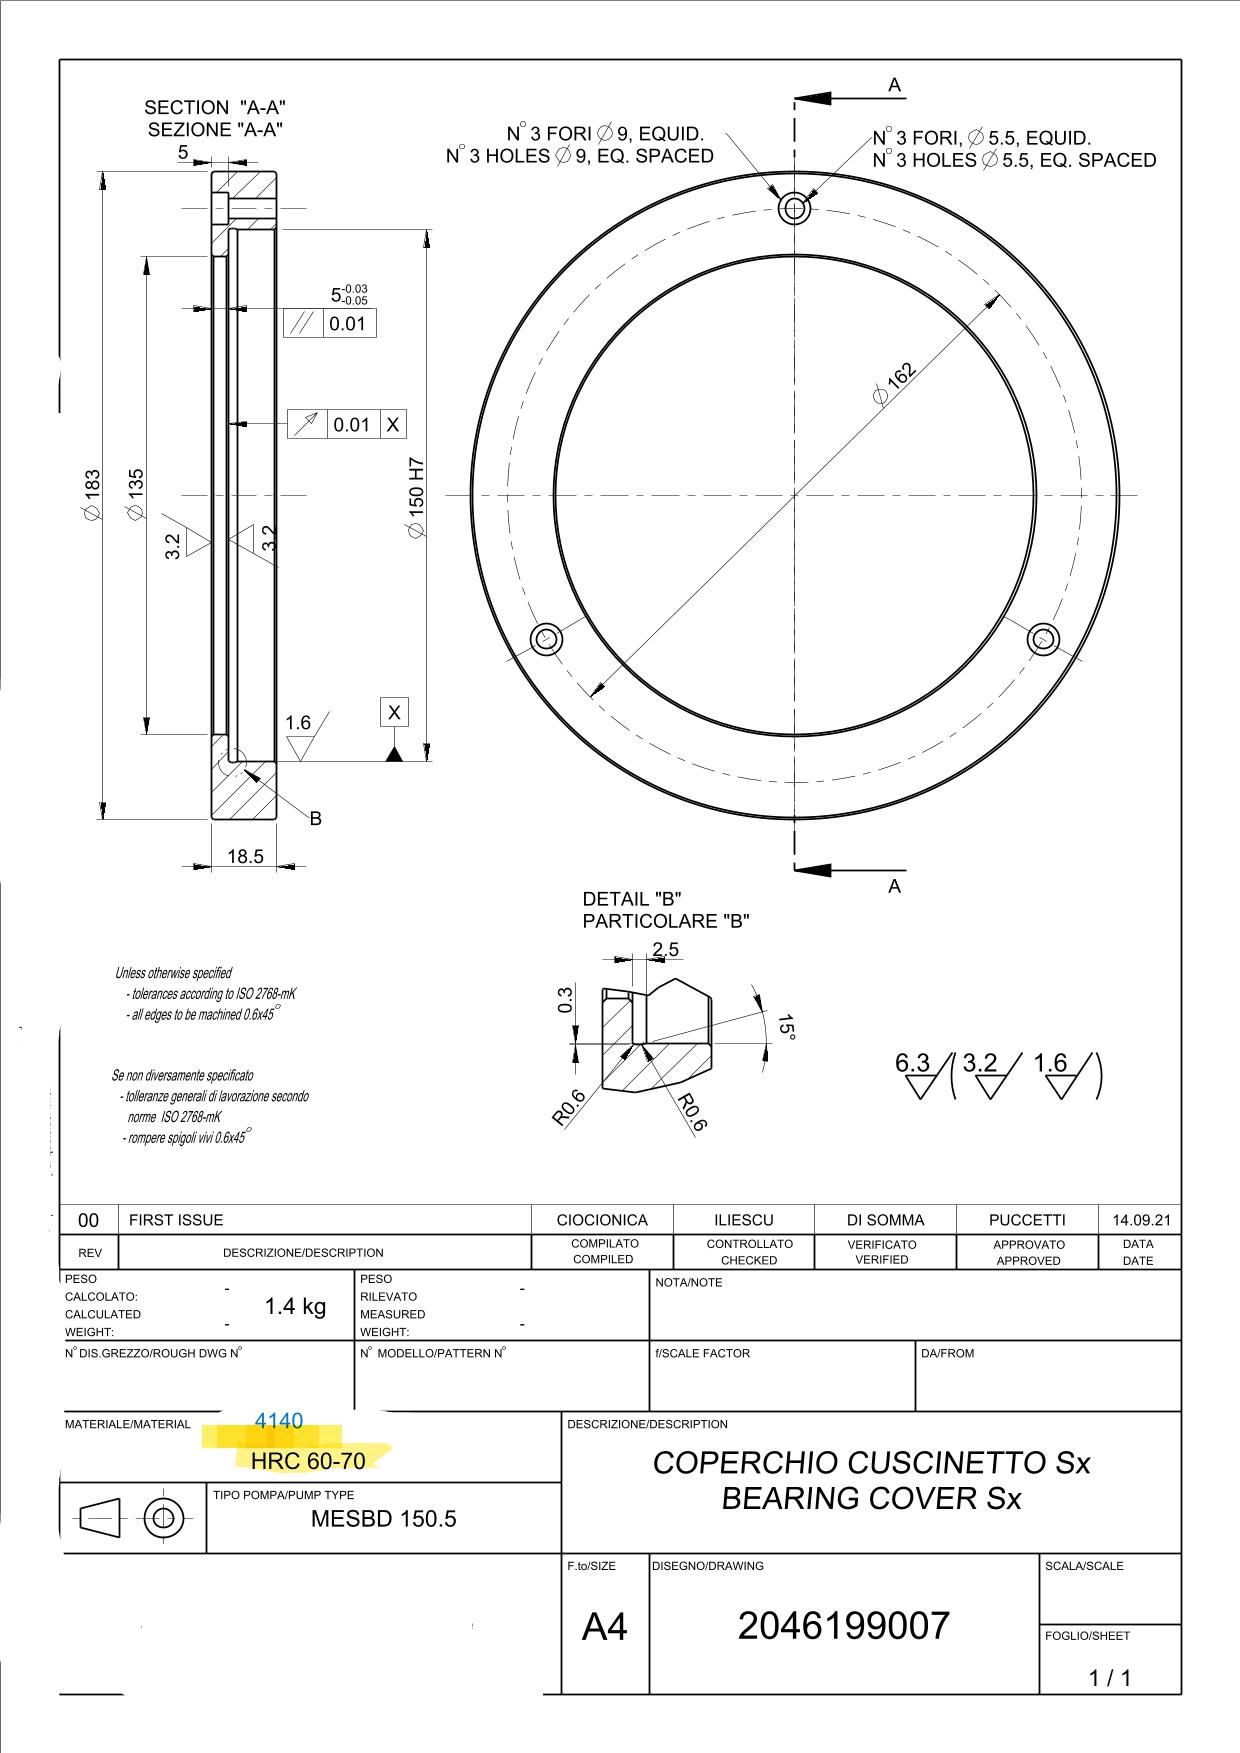 SECTION "A-A"
SEZIONE "A-A"
5
A
N° 3 FORI ∅ 9, EQUID.
N° 3 HOLES ∅ 9, EQ. SPACED
N° 3 FORI, ∅ 5.5, EQUID.
N° 3 HOLES ∅ 5.5, EQ. SPACED
5 -0.03
-0.05
// 0.01
0.01 X
∅ 162
∅ 183
∅ 135
∅ 150 H7
3.2
3.2
1.6
X
B
18.5
A
DETAIL "B"
PARTICOLARE "B"
2.5
0.3
15°
R0.6
R0.6
Unless otherwise specified
- tolerances according to ISO 2768-mK
- all edges to be machined 0.6x45°
Se non diversamente specificato
- tolleranze generali di lavorazione secondo
norme ISO 2768-mK
- rompere spigoli vivi 0.6x45°
6.3 ( 3.2 1.6 )
00 FIRST ISSUE CIOCIONICA ILIESCU DI SOMMA PUCCETTI 14.09.21
REV DESCRIZIONE/DESCRIPTION COMPILATO COMPILED CONTROLLATO CHECKED VERIFICATO VERIFIED APPROVATO APPROVED DATA DATE
PESO
CALCOLATO: -
CALCULATED 1.4 kg
WEIGHT: -
PESO
RILEVATO -
MEASURED
WEIGHT: -
NOTA/NOTE
N° DIS.GREZZO/ROUGH DWG N°
N° MODELLO/PATTERN N°
f/SCALE FACTOR
DA/FROM
MATERIALE/MATERIAL 4140
HRC 60-70
DESCRIZIONE/DESCRIPTION
COPERCHIO CUSCINETTO Sx
BEARING COVER Sx
TIPO POMPA/PUMP TYPE
MESBD 150.5
F.to/SIZE
A4
DISEGNO/DRAWING
2046199007
SCALA/SCALE
FOGLIO/SHEET
1 / 1